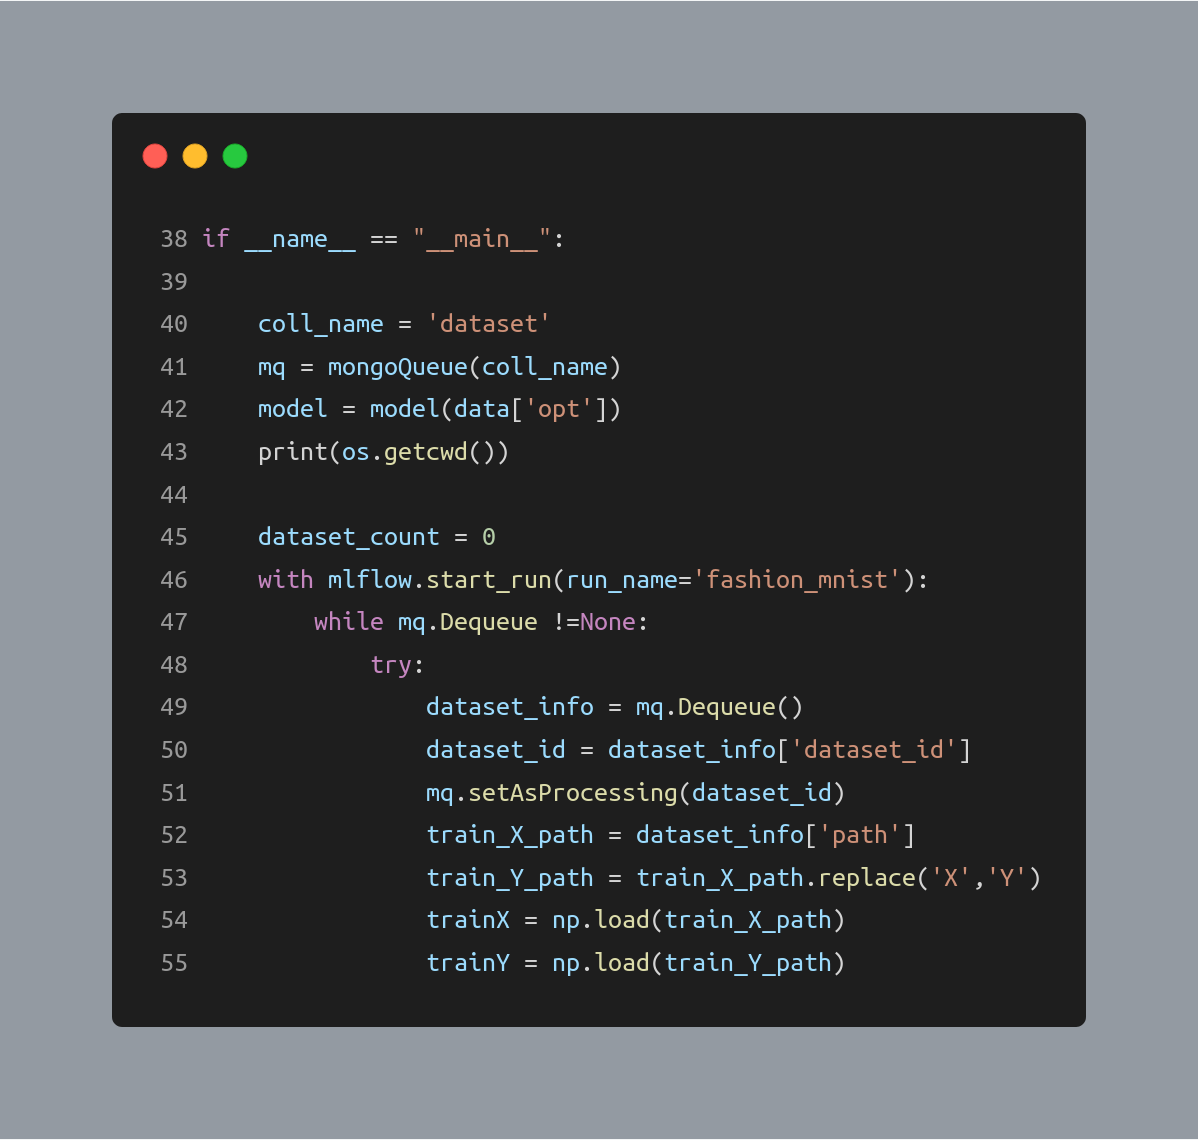 38 if __name__ == "__main__":
39
40     coll_name = 'dataset'
41     mq = mongoQueue(coll_name)
42     model = model(data['opt'])
43     print(os.getcwd())
44
45     dataset_count = 0
46     with mlflow.start_run(run_name='fashion_mnist'):
47         while mq.Dequeue !=None:
48             try:
49                 dataset_info = mq.Dequeue()
50                 dataset_id = dataset_info['dataset_id']
51                 mq.setAsProcessing(dataset_id)
52                 train_X_path = dataset_info['path']
53                 train_Y_path = train_X_path.replace('X','Y')
54                 trainX = np.load(train_X_path)
55                 trainY = np.load(train_Y_path)